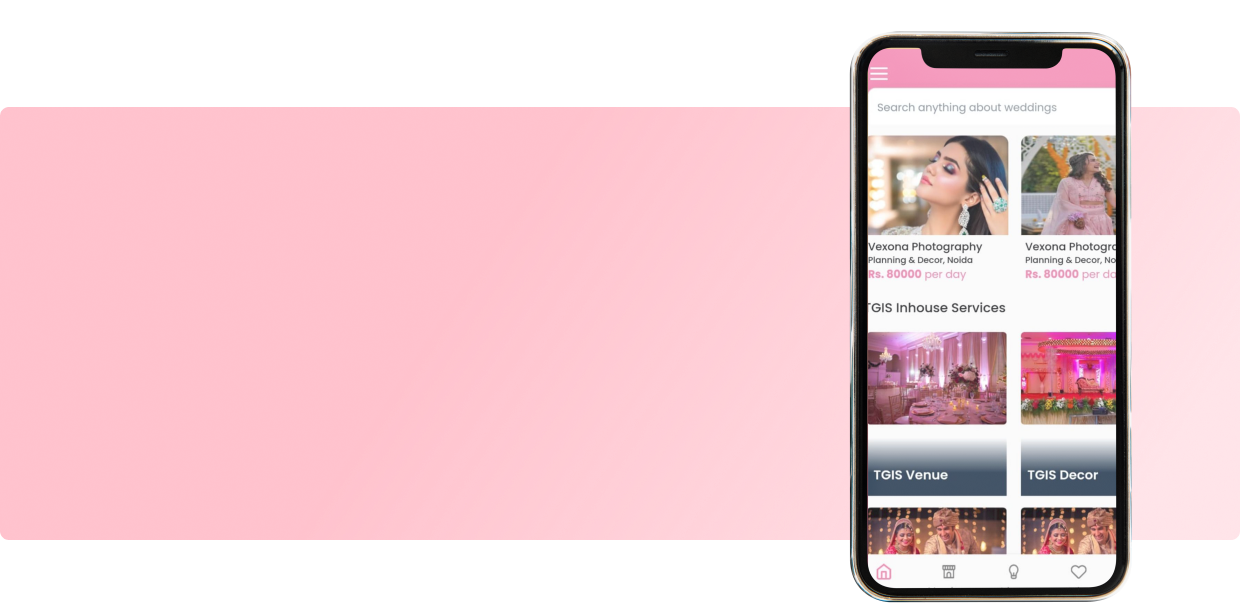 Search anything about weddings
Vexona Photography
Planning & Decor, Noida
Rs. 80000 per day
Vexona Photogra
Planning & Decor, No
Rs. 80000 per da
TGIS Inhouse Services
TGIS Venue
TGIS Decor